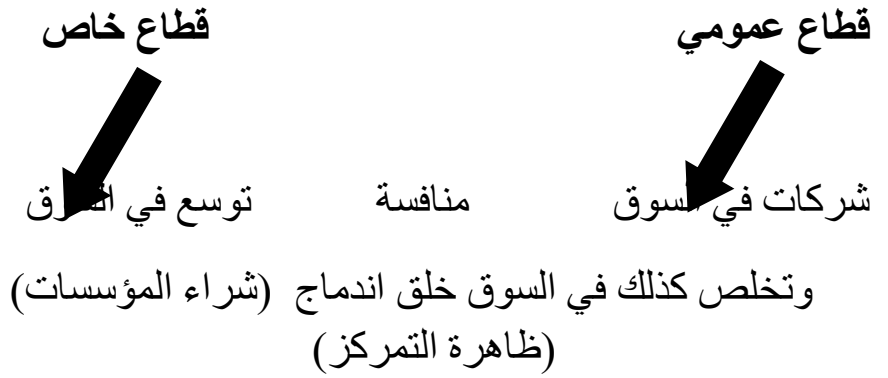 قطاع عمومي قطاع خاص
شركات في السوق منافسة توسع في السوق
وتخلص كذلك في السوق خلق اندماج (شراء المؤسسات)
(ظاهرة التمركز)